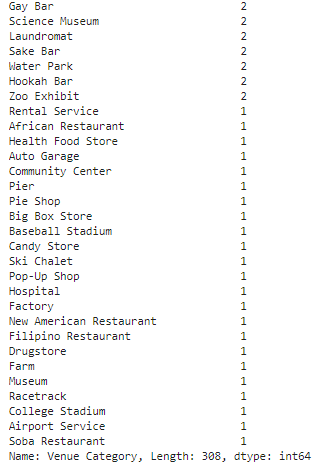 Gay Bar 2
Science Museum 2
Laundromat 2
Sake Bar 2
Water Park 2
Hookah Bar 2
Zoo Exhibit 2
Rental Service 1
African Restaurant 1
Health Food Store 1
Auto Garage 1
Community Center 1
Pier 1
Pie Shop 1
Big Box Store 1
Baseball Stadium 1
Candy Store 1
Ski Chalet 1
Pop-Up Shop 1
Hospital 1
Factory 1
New American Restaurant 1
Filipino Restaurant 1
Drugstore 1
Farm 1
Museum 1
Racetrack 1
College Stadium 1
Airport Service 1
Soba Restaurant 1
Name: Venue Category, Length: 308, dtype: int64